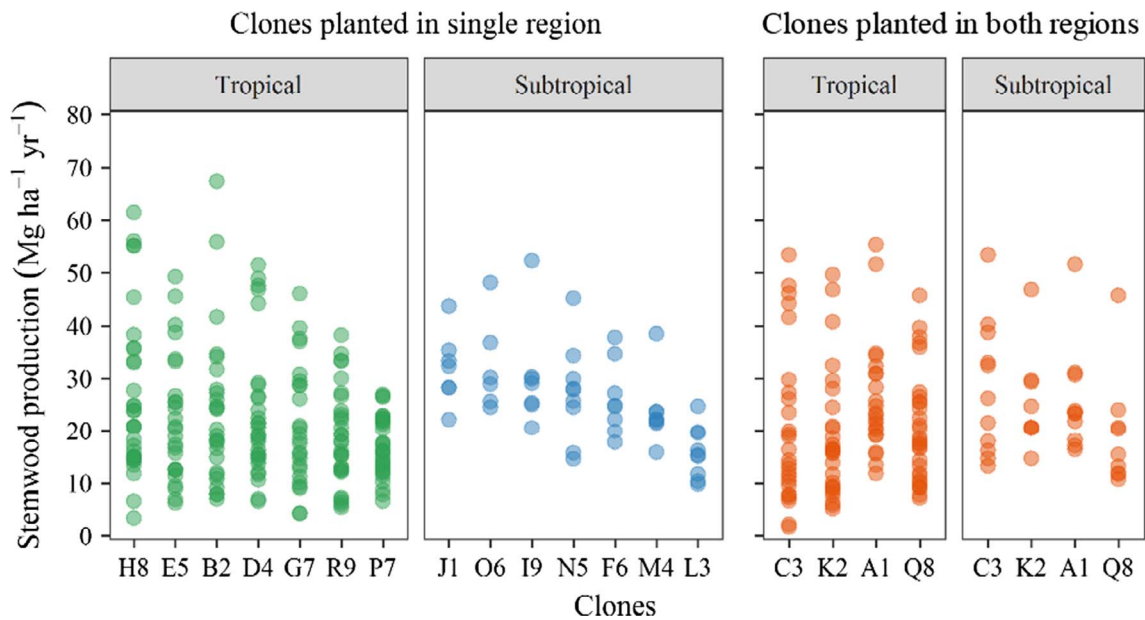 Clones planted in single region
Clones planted in both regions
Tropical
Subtropical
Tropical
Subtropical
Stemwood production (Mg ha⁻¹ yr⁻¹)
80
70
60
50
40
30
20
10
0
H8 E5 B2 D4 G7 R9 P7
J1 O6 I9 N5 F6 M4 L3
C3 K2 A1 Q8
C3 K2 A1 Q8
Clones